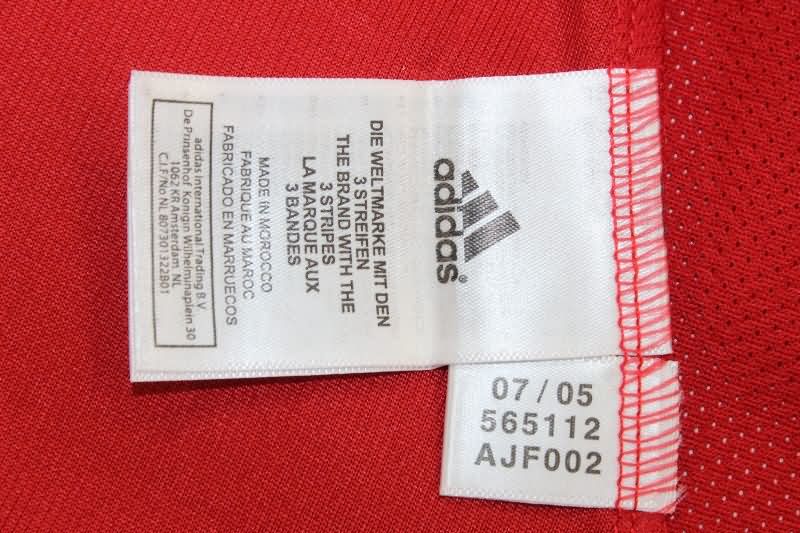 adidas®
DIE WELTMARKE MIT DEN
3 STREIFEN
THE BRAND WITH THE
3 STRIPES
LA MARQUE AUX
3 BANDES
MADE IN MOROCCO
FABRIQUE AU MAROC
FABRICADO EN MARRUECOS
adidas International Trading B.V.
De Prinsenhof Konigin Wilhelminaplein 30
1062 KR Amsterdam, NL
C.I.F/No NL 807301322B01
07 / 05
565112
AJF002